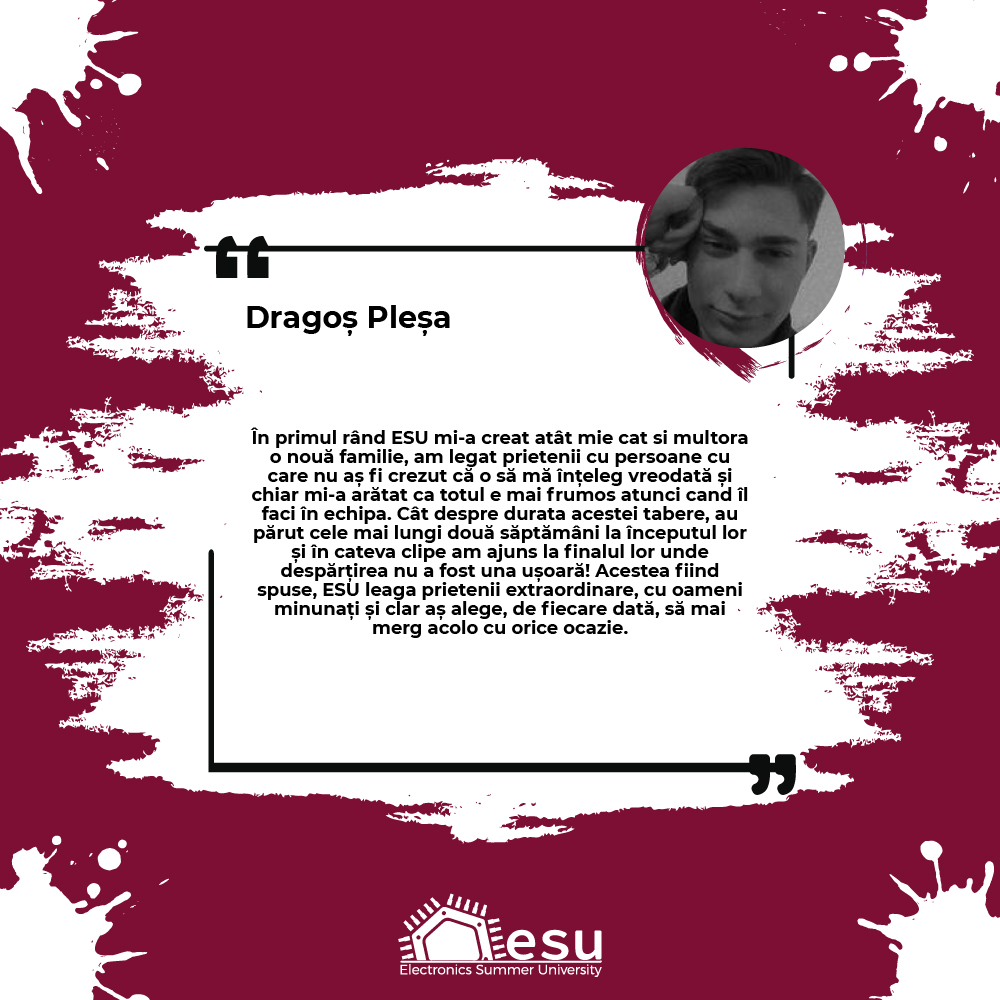 Dragoș Pleșa
În primul rând ESU mi-a creat atât mie cat si multora
o nouă familie, am legat prietenii cu persoane cu
care nu aș fi crezut că o să mă înțeleg vreodată și
chiar mi-a arătat ca totul e mai frumos atunci cand îl
faci în echipa. Cât despre durata acestei tabere, au
părut cele mai lungi două săptămâni la începutul lor
și în cateva clipe am ajuns la finalul lor unde
despărțirea nu a fost una ușoară! Acestea fiind
spuse, ESU leaga prietenii extraordinare, cu oameni
minunați și clar aș alege, de fiecare dată, să mai
merg acolo cu orice ocazie.
esu
Electronics Summer University